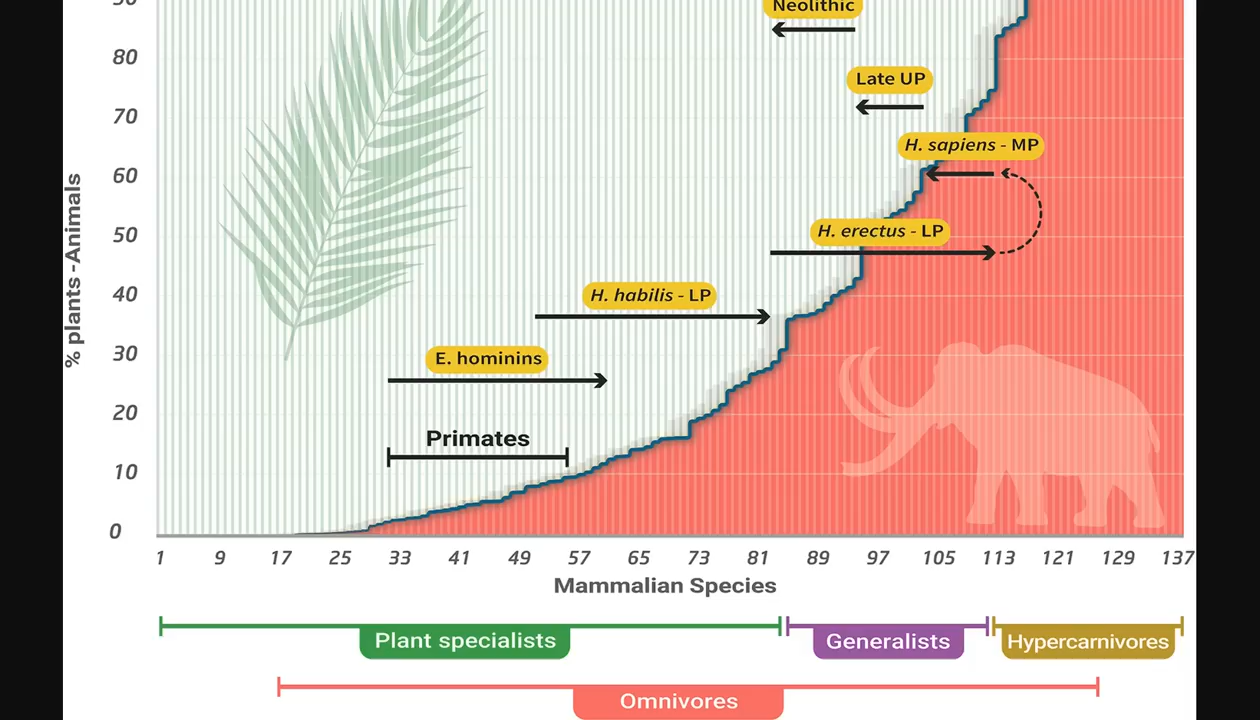 Neolithic
80
Late UP
70
H. sapiens - MP
60
H. erectus - LP
50
% plants -Animals
H. habilis - LP
40
E. hominins
30
20
Primates
10
0
1 9 17 25 33 41 49 57 65 73 81 89 97 105 113 121 129 137
Mammalian Species
Plant specialists Generalists Hypercarnivores
Omnivores